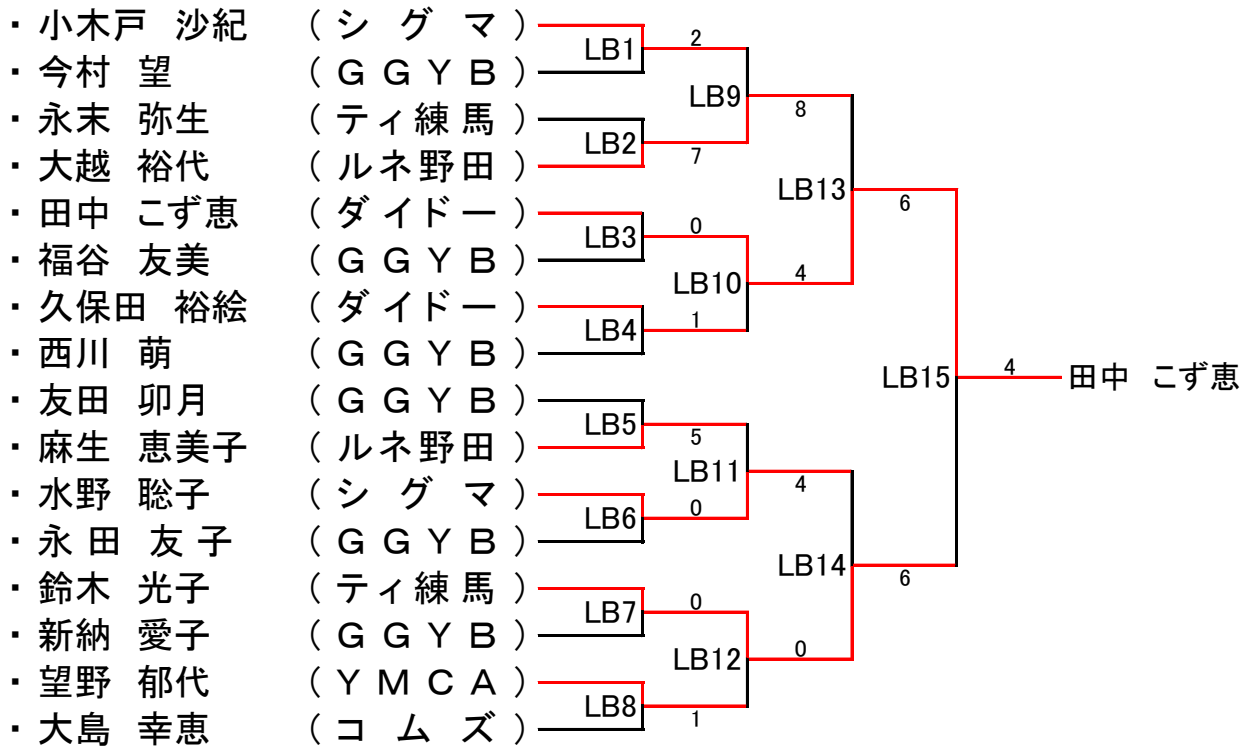 ・小木戸 沙紀 (シグマ)
・今村 望 (ＧＧＹＢ)
・永末 弥生 (ティ練馬)
・大越 裕代 (ルネ野田)
・田中 こず恵 (ダイドー)
・福谷 友美 (ＧＧＹＢ)
・久保田 裕絵 (ダイドー)
・西川 萌 (ＧＧＹＢ)
・友田 卯月 (ＧＧＹＢ)
・麻生 恵美子 (ルネ野田)
・水野 聡子 (シグマ)
・永田 友子 (ＧＧＹＢ)
・鈴木 光子 (ティ練馬)
・新納 愛子 (ＧＧＹＢ)
・望野 郁代 (ＹＭＣＡ)
・大島 幸恵 (コムズ)
LB1
LB2
LB3
LB4
LB5
LB6
LB7
LB8
2
7
0
1
5
0
0
1
LB9
LB10
LB11
LB12
8
4
4
0
LB13
LB14
6
6
LB15
4
田中 こず恵